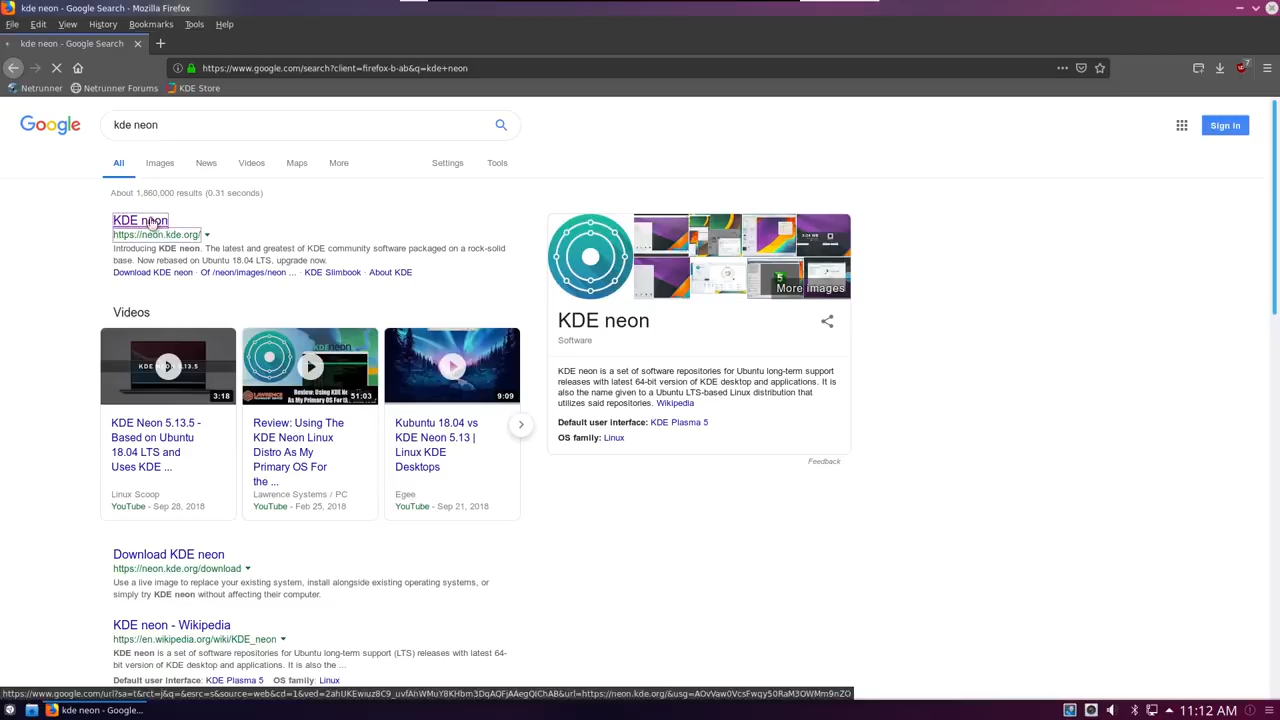 kde neon - Google Search - Mozilla Firefox
File Edit View History Bookmarks Tools Help
kde neon - Google Search
https://www.google.com/search?client=firefox-b-ab&q=kde+neon
7
Netrunner Netrunner Forums KDE Store
Google
kde neon
Sign in
All Images News Videos Maps More Settings Tools
About 1,860,000 results (0.31 seconds)
KDE neon
https://neon.kde.org/
Introducing KDE neon. The latest and greatest of KDE community software packaged on a rock-solid
base. Now rebased on Ubuntu 18.04 LTS, upgrade now.
Download KDE neon · Of /neon/images/neon ... · KDE Slimbook · About KDE
More images
KDE neon
Software
KDE neon is a set of software repositories for Ubuntu long-term support
releases with latest 64-bit version of KDE desktop and applications. It is
also the name given to a Ubuntu LTS-based Linux distribution that
utilizes said repositories. Wikipedia
Default user interface: KDE Plasma 5
OS family: Linux
Feedback
Videos
KDE NEON 5.13.5
3:18
Review: Using KDE Neon
As My Primary OS For
51:03
9:09
KDE Neon 5.13.5 -
Based on Ubuntu
18.04 LTS and
Uses KDE ...
Linux Scoop
YouTube - Sep 28, 2018
Review: Using The
KDE Neon Linux
Distro As My
Primary OS For
the ...
Lawrence Systems / PC
YouTube - Feb 25, 2018
Kubuntu 18.04 vs
KDE Neon 5.13 |
Linux KDE
Desktops
Egee
YouTube - Sep 21, 2018
Download KDE neon
https://neon.kde.org/download
Use a live image to replace your existing system, install alongside existing operating systems, or
simply try KDE neon without affecting their computer.
KDE neon - Wikipedia
https://en.wikipedia.org/wiki/KDE_neon
KDE neon is a set of software repositories for Ubuntu long-term support (LTS) releases with latest 64-
bit version of KDE desktop and applications. It is also the ...
Default user interface: KDE Plasma 5 OS family: Linux
kde neon - Google...
11:12 AM